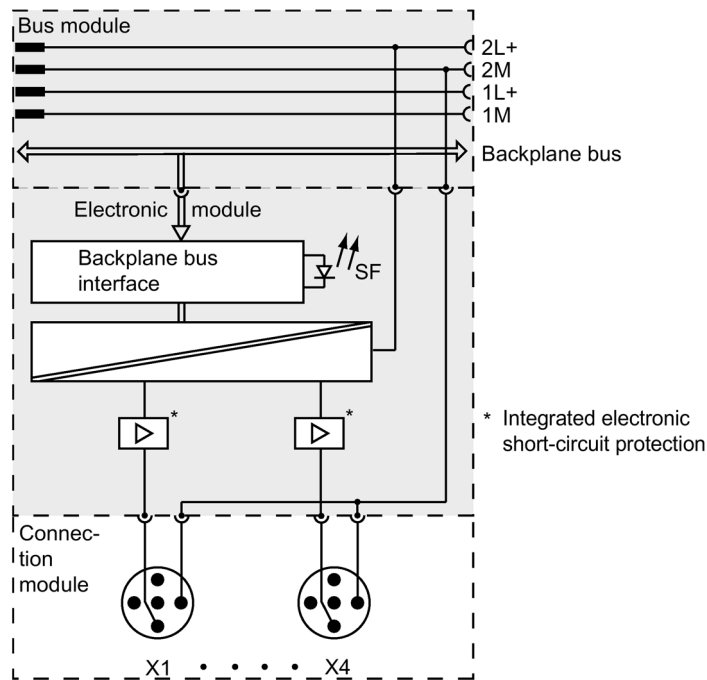 Bus module
2L+
2M
1L+
1M
Backplane bus
Electronic module
Backplane bus
interface
SF
*
*
* Integrated electronic
short-circuit protection
Connec-
tion
module
X1 • • • • X4